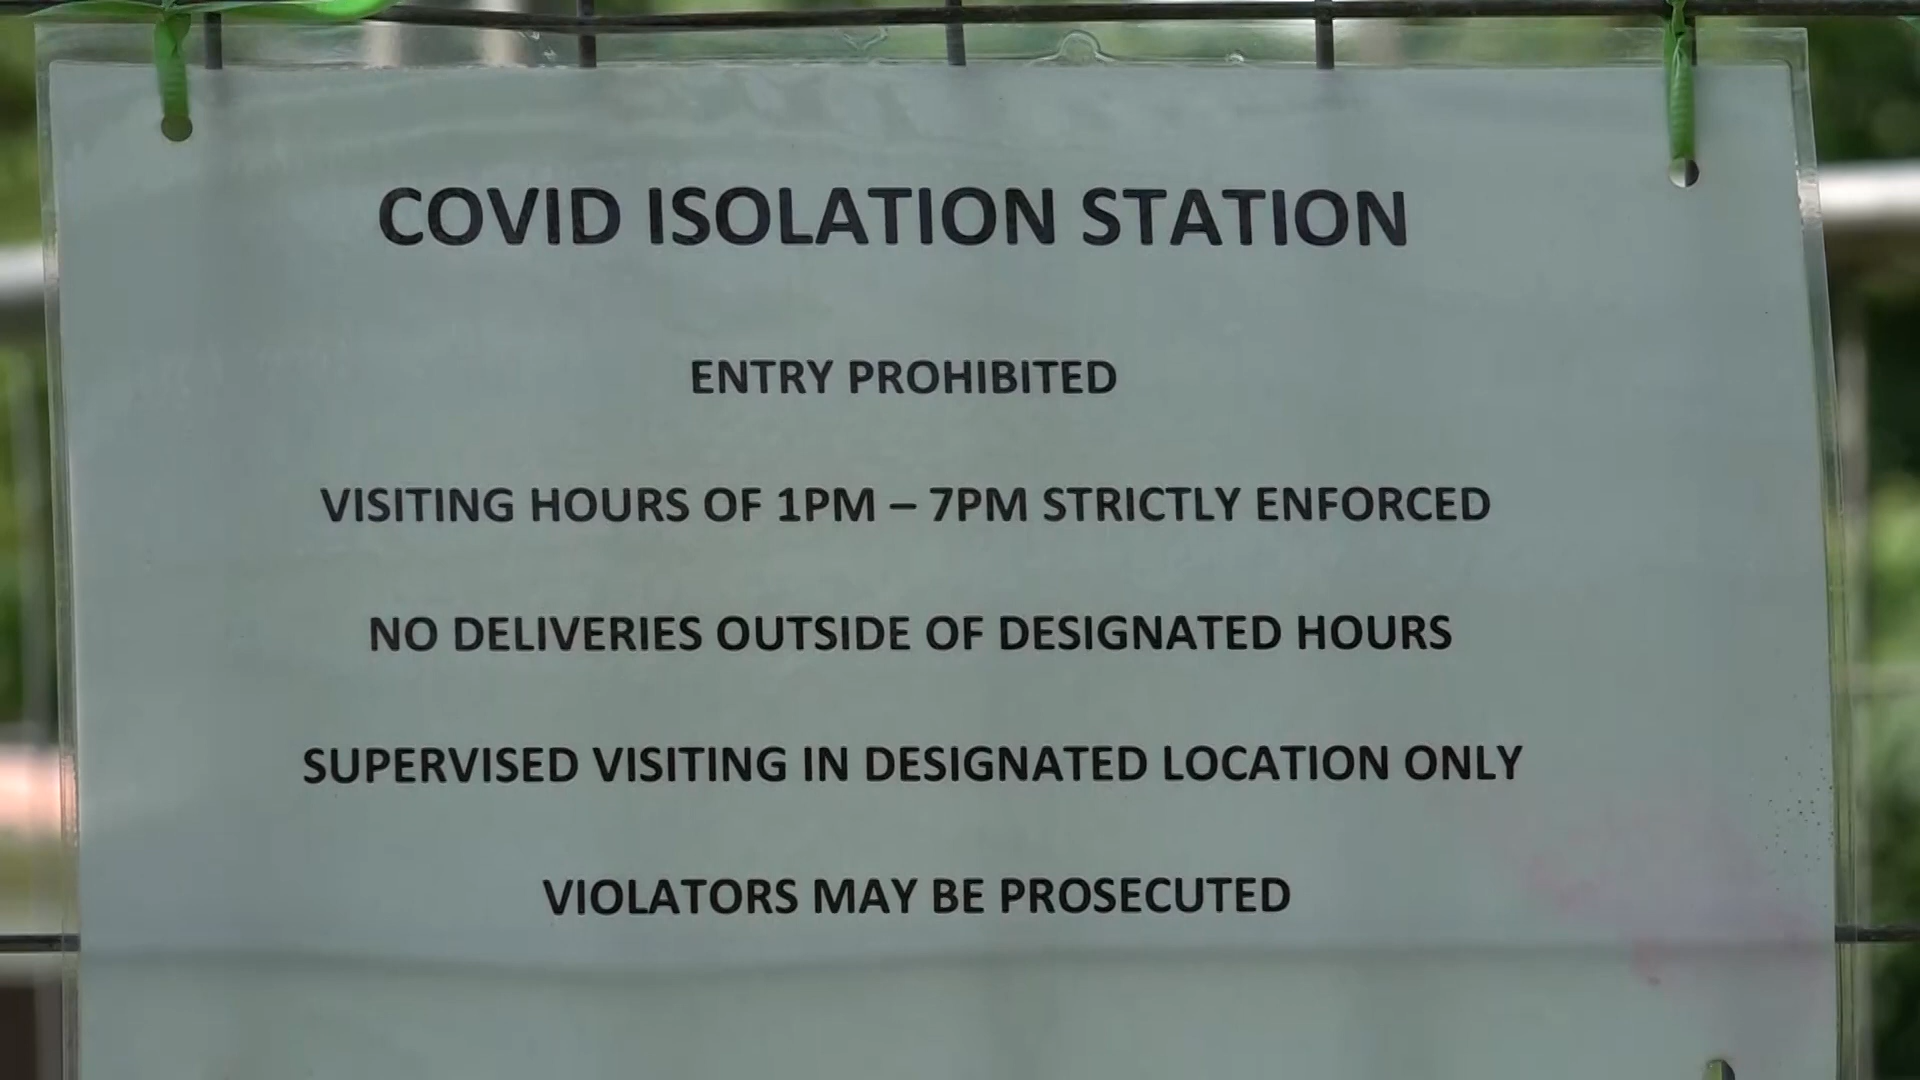 COVID ISOLATION STATION
ENTRY PROHIBITED
VISITING HOURS OF 1PM – 7PM STRICTLY ENFORCED
NO DELIVERIES OUTSIDE OF DESIGNATED HOURS
SUPERVISED VISITING IN DESIGNATED LOCATION ONLY
VIOLATORS MAY BE PROSECUTED